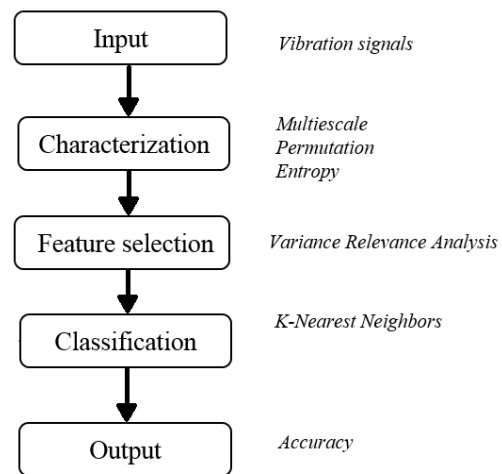 Input
Vibration signals
Characterization
Multiescale
Permutation
Entropy
Feature selection
Variance Relevance Analysis
Classification
K-Nearest Neighbors
Output
Accuracy